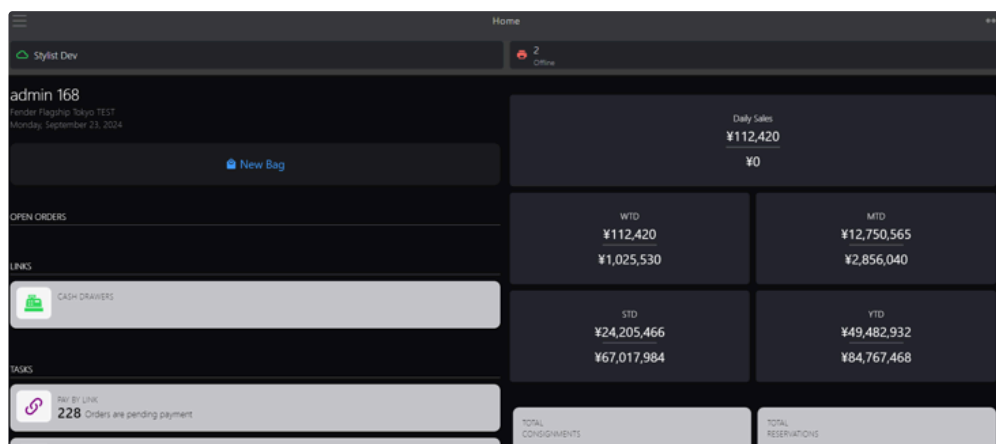 Home
Stylist Dev
2
Offline
admin 168
Fender Flagship Tokyo TEST
Monday, September 23, 2024
New Bag
OPEN ORDERS
LINKS
CASH DRAWERS
TASKS
PAY BY LINK
228 Orders are pending payment
Daily Sales
¥112,420
¥0
WTD
¥112,420
¥1,025,530
MTD
¥12,750,565
¥2,856,040
STD
¥24,205,466
¥67,017,984
YTD
¥49,482,932
¥84,767,468
TOTAL
CONSIGNMENTS
TOTAL
RESERVATIONS